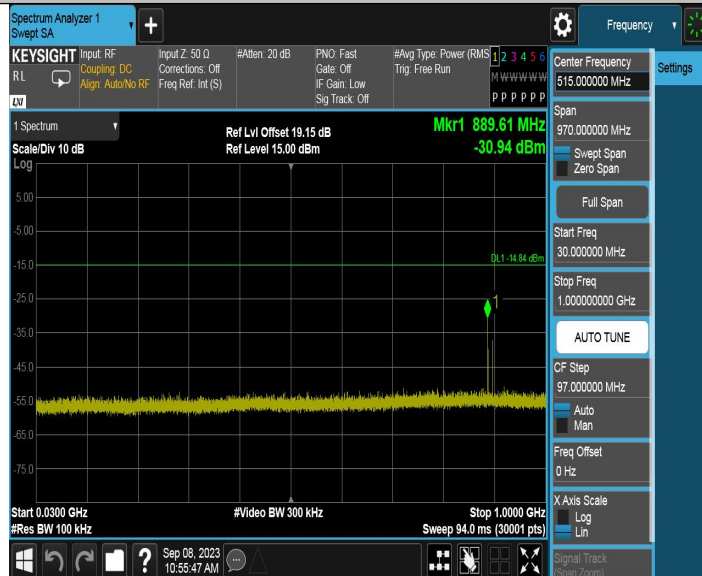 Spectrum Analyzer 1
Swept SA
+
Frequency
KEYSIGHT
RL
LXI
Input: RF
Coupling: DC
Align: Auto/No RF
Input Z: 50 Ω
Corrections: Off
Freq Ref: Int (S)
#Atten: 20 dB
PNO: Fast
Gate: Off
IF Gain: Low
Sig Track: Off
#Avg Type: Power (RMS
Trig: Free Run
1 2 3 4 5 6
M W W W W W
P P P P P P
Center Frequency
515.000000 MHz
Settings
Span
970.000000 MHz
Swept Span
Zero Span
Full Span
Start Freq
30.000000 MHz
Stop Freq
1.000000000 GHz
AUTO TUNE
CF Step
97.000000 MHz
Auto
Man
Freq Offset
0 Hz
X Axis Scale
Log
Lin
Signal Track
(Span Zoom)
1 Spectrum
Scale/Div 10 dB
Log
Ref Lvl Offset 19.15 dB
Ref Level 15.00 dBm
Mkr1 889.61 MHz
-30.94 dBm
5.00
-5.00
-15.0
DL1 -14.84 dBm
-25.0
1
-35.0
-45.0
-55.0
-65.0
-75.0
Start 0.0300 GHz
#Video BW 300 kHz
Stop 1.0000 GHz
#Res BW 100 kHz
Sweep 94.0 ms (30001 pts)
?
Sep 08, 2023
10:55:47 AM